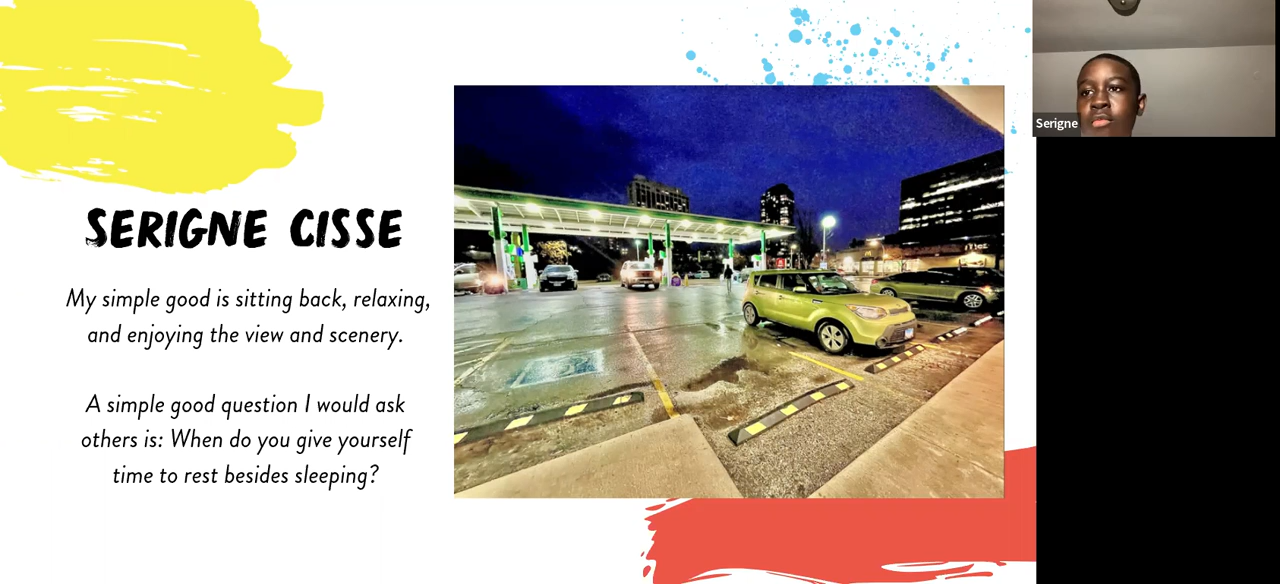 SERIGNE CISSE
My simple good is sitting back, relaxing,
and enjoying the view and scenery.
A simple good question I would ask
others is: When do you give yourself
time to rest besides sleeping?
Serigne